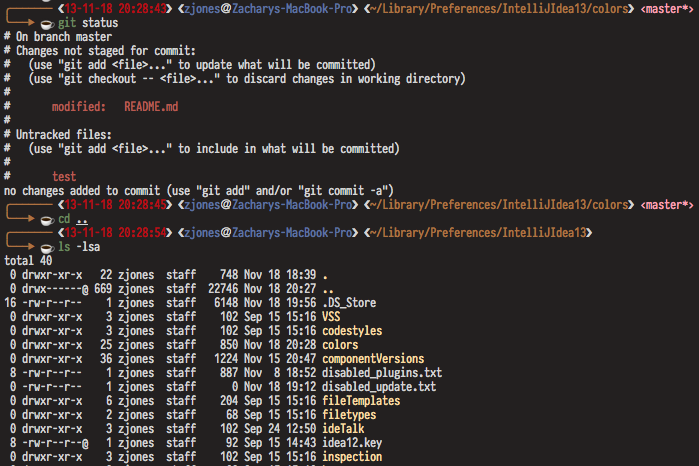 ❮13-11-18 20:28:43❯ ❮zjones@Zacharys-MacBook-Pro❯ ❮~/Library/Preferences/IntelliJIdea13/colors❯ ❮master*❯
git status
# On branch master
# Changes not staged for commit:
#   (use "git add <file>..." to update what will be committed)
#   (use "git checkout -- <file>..." to discard changes in working directory)
#
#       modified:   README.md
#
# Untracked files:
#   (use "git add <file>..." to include in what will be committed)
#
#       test
no changes added to commit (use "git add" and/or "git commit -a")
❮13-11-18 20:28:45❯ ❮zjones@Zacharys-MacBook-Pro❯ ❮~/Library/Preferences/IntelliJIdea13/colors❯ ❮master*❯
cd ..
❮13-11-18 20:28:54❯ ❮zjones@Zacharys-MacBook-Pro❯ ❮~/Library/Preferences/IntelliJIdea13❯
ls -lsa
total 40
 0 drwxr-xr-x   22 zjones  staff    748 Nov 18 18:39 .
 0 drwx------@ 669 zjones  staff  22746 Nov 18 20:27 ..
16 -rw-r--r--    1 zjones  staff   6148 Nov 18 19:56 .DS_Store
 0 drwxr-xr-x    3 zjones  staff    102 Sep 15 15:16 VSS
 0 drwxr-xr-x    3 zjones  staff    102 Sep 15 15:16 codestyles
 0 drwxr-xr-x   25 zjones  staff    850 Nov 18 20:28 colors
 0 drwxr-xr-x   36 zjones  staff   1224 Nov 15 20:47 componentVersions
 8 -rw-r--r--    1 zjones  staff    887 Nov  8 18:52 disabled_plugins.txt
 0 -rw-r--r--    1 zjones  staff      0 Nov 18 19:12 disabled_update.txt
 0 drwxr-xr-x    6 zjones  staff    204 Sep 15 15:16 fileTemplates
 0 drwxr-xr-x    2 zjones  staff     68 Sep 15 15:16 filetypes
 0 drwxr-xr-x    3 zjones  staff    102 Sep 24 12:50 ideTalk
 8 -rw-r--r--@   1 zjones  staff     92 Sep 15 14:43 idea12.key
 0 drwxr-xr-x    3 zjones  staff    102 Sep 15 15:16 inspection